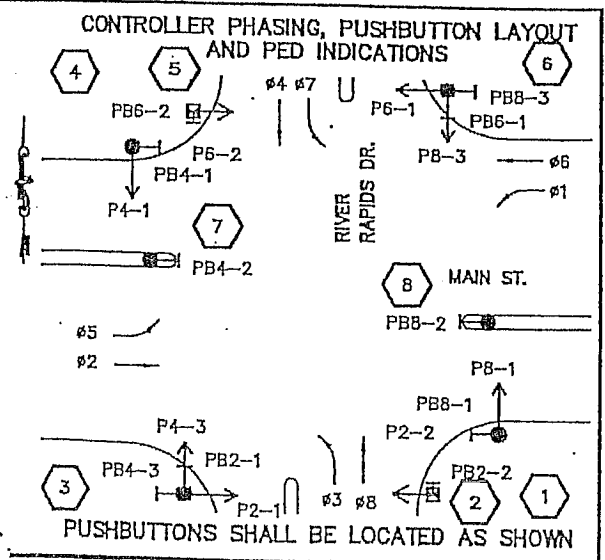 CONTROLLER PHASING, PUSHBUTTON LAYOUT
AND PED INDICATIONS
4
5
6
PB6-2
ø4 ø7
P6-1
PB8-3
PB6-1
P6-2
PB4-1
P8-3
ø6
P4-1
ø1
RIVER
RAPIDS DR.
7
PB4-2
8
MAIN ST.
PB8-2
ø5
ø2
P8-1
PB8-1
P4-3
P2-2
PB4-3
PB2-1
PB2-2
3
P2-1
ø3
ø8
2
1
PUSHBUTTONS SHALL BE LOCATED AS SHOWN